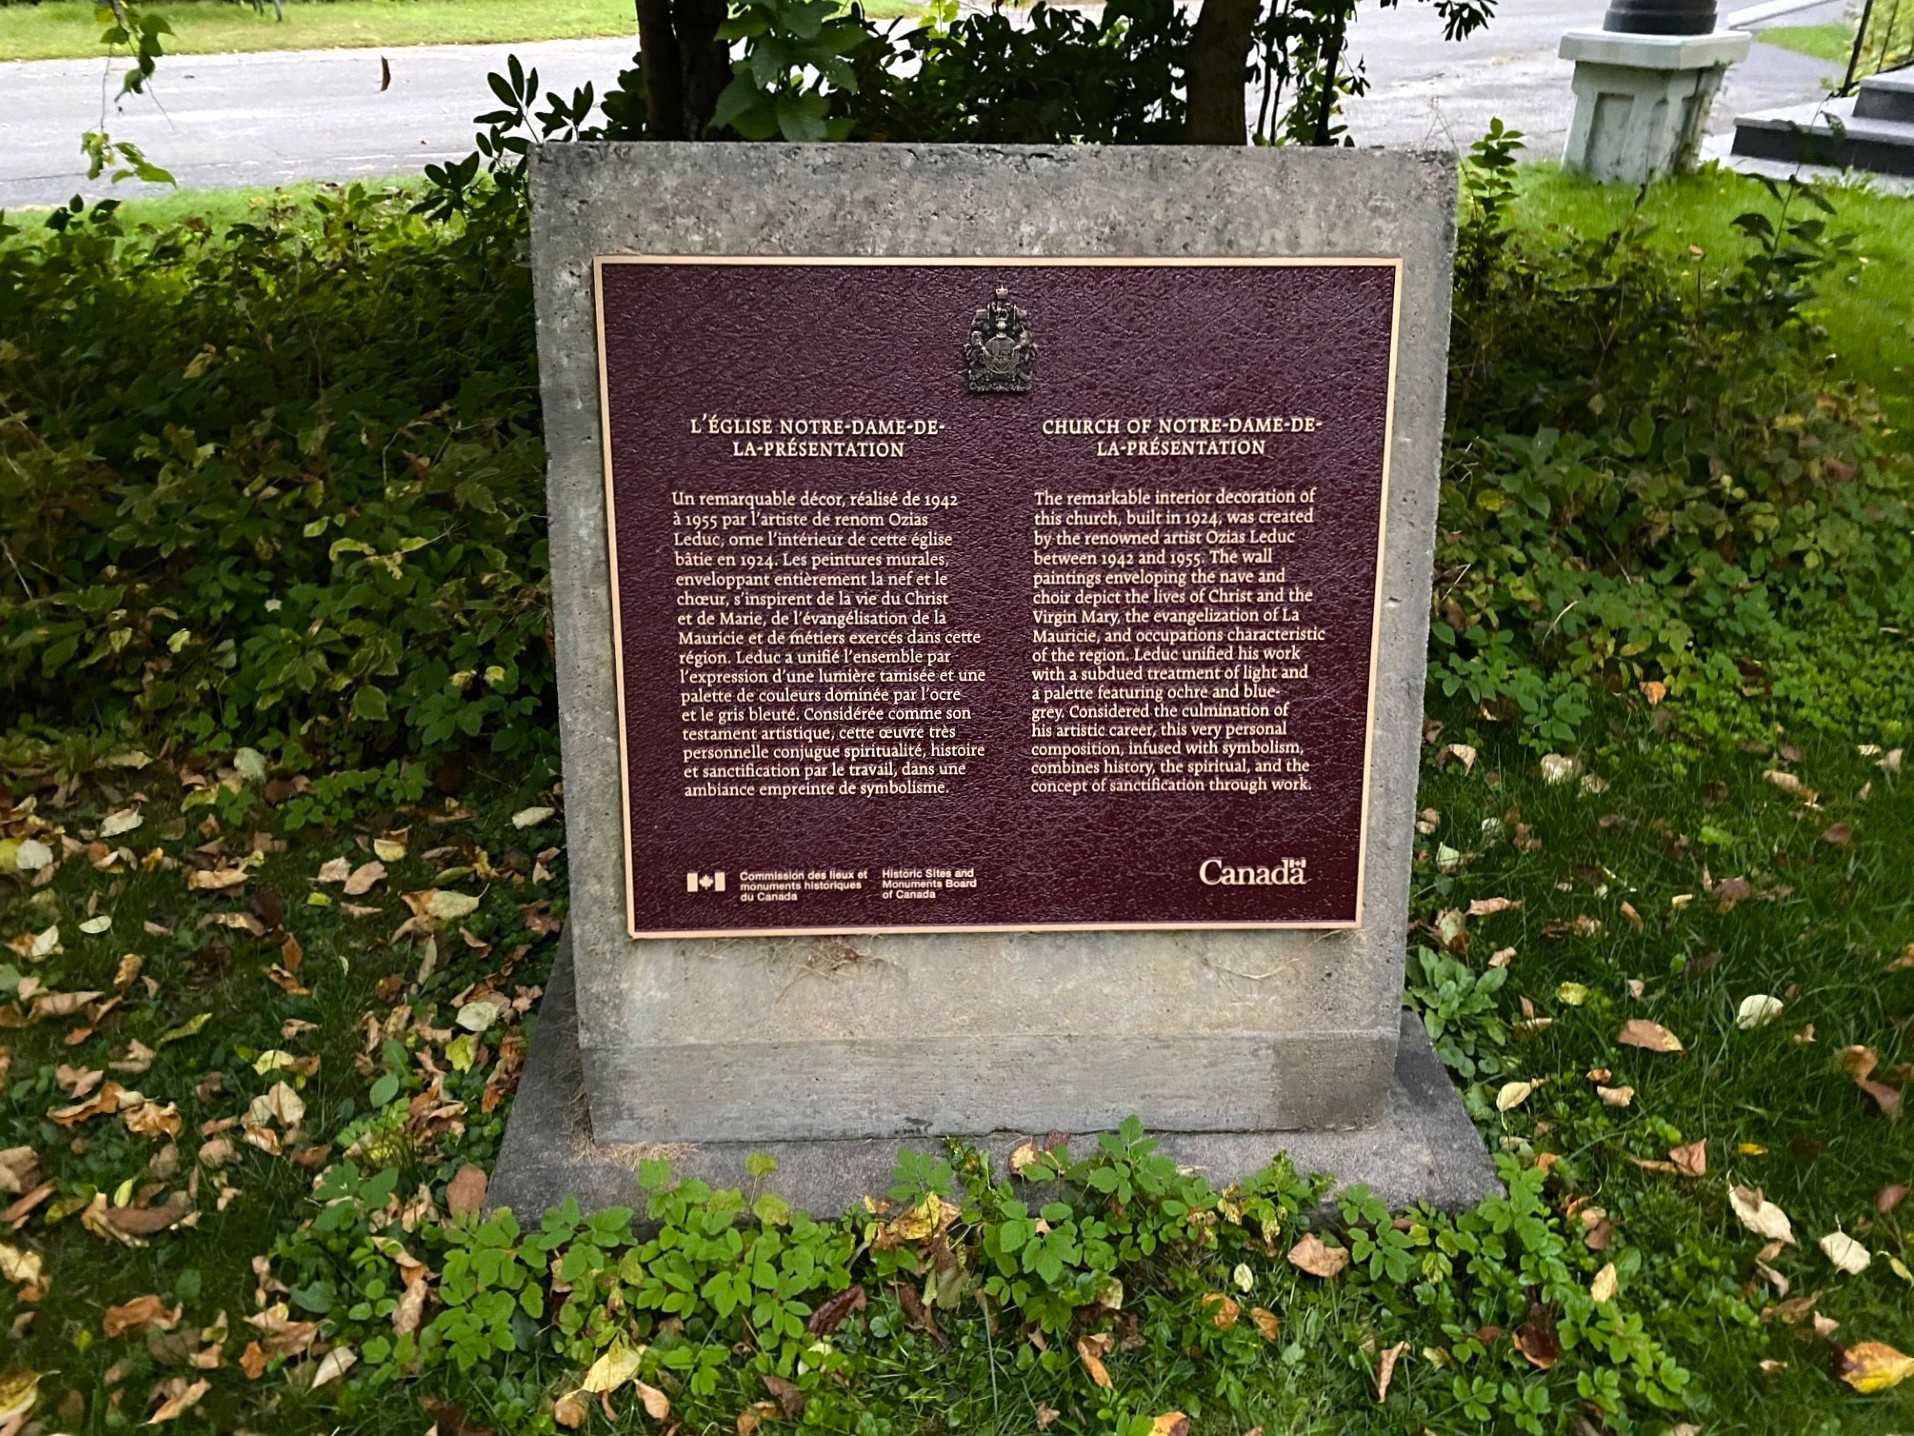 L'ÉGLISE NOTRE-DAME-DE-
LA-PRÉSENTATION
Un remarquable décor, réalisé de 1942
à 1955 par l'artiste de renom Ozias
Leduc, orne l'intérieur de cette église
bâtie en 1924. Les peintures murales,
enveloppant entièrement la nef et le
chœur, s'inspirent de la vie du Christ
et de Marie, de l'évangélisation de la
Mauricie et de métiers exercés dans cette
région. Leduc a unifié l'ensemble par
l'expression d'une lumière tamisée et une
palette de couleurs dominée par l'ocre
et le gris bleuté. Considérée comme son
testament artistique, cette œuvre très
personnelle conjugue spiritualité, histoire
et sanctification par le travail, dans une
ambiance empreinte de symbolisme.
CHURCH OF NOTRE-DAME-DE-
LA-PRÉSENTATION
The remarkable interior decoration of
this church, built in 1924, was created
by the renowned artist Ozias Leduc
between 1942 and 1955. The wall
paintings enveloping the nave and
choir depict the lives of Christ and the
Virgin Mary, the evangelization of La
Mauricie, and occupations characteristic
of the region. Leduc unified his work
with a subdued treatment of light and
a palette featuring ochre and blue-
grey. Considered the culmination of
his artistic career, this very personal
composition, infused with symbolism,
combines history, the spiritual, and the
concept of sanctification through work.
Commission des lieux et
monuments historiques
du Canada
Historic Sites and
Monuments Board
of Canada
Canada